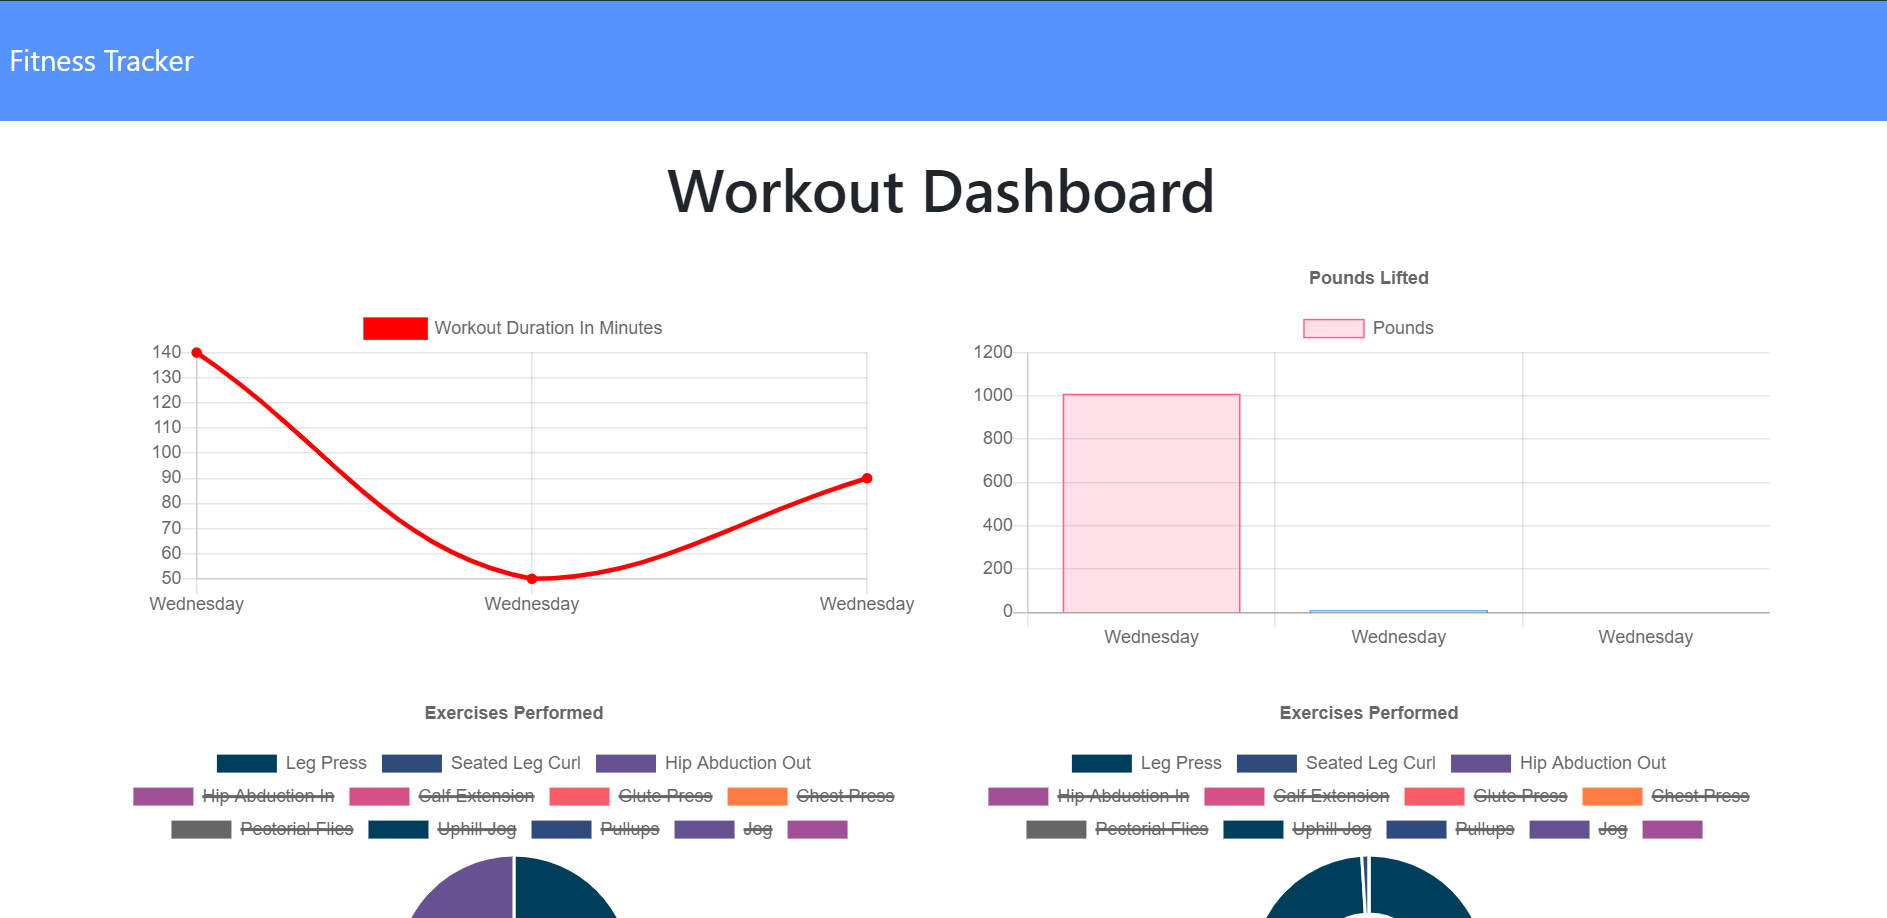 Fitness Tracker
Workout Dashboard
Workout Duration In Minutes
140
130
120
110
100
90
80
70
60
50
Wednesday Wednesday Wednesday
Pounds Lifted
Pounds
1200
1000
800
600
400
200
0
Wednesday Wednesday Wednesday
Exercises Performed
Leg Press Seated Leg Curl Hip Abduction Out
Hip Abduction In Calf Extension Glute Press Chest Press
Pectorial Flies Uphill Jog Pullups Jog
Exercises Performed
Leg Press Seated Leg Curl Hip Abduction Out
Hip Abduction In Calf Extension Glute Press Chest Press
Pectorial Flies Uphill Jog Pullups Jog